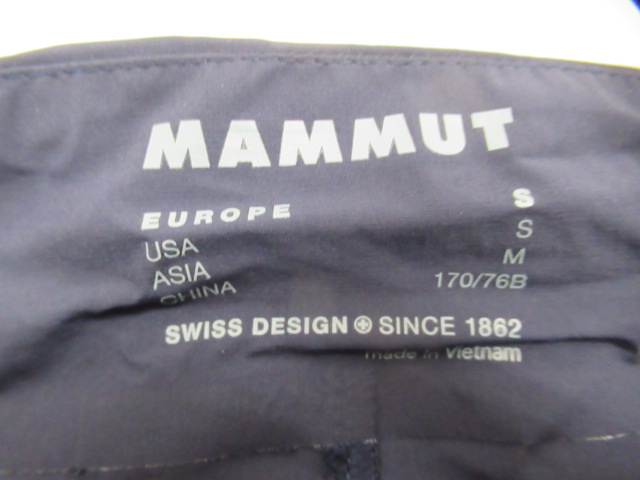 MAMMUT
EUROPE S
USA S
ASIA M
CHINA 170/76B
SWISS DESIGN SINCE 1862
made in Vietnam